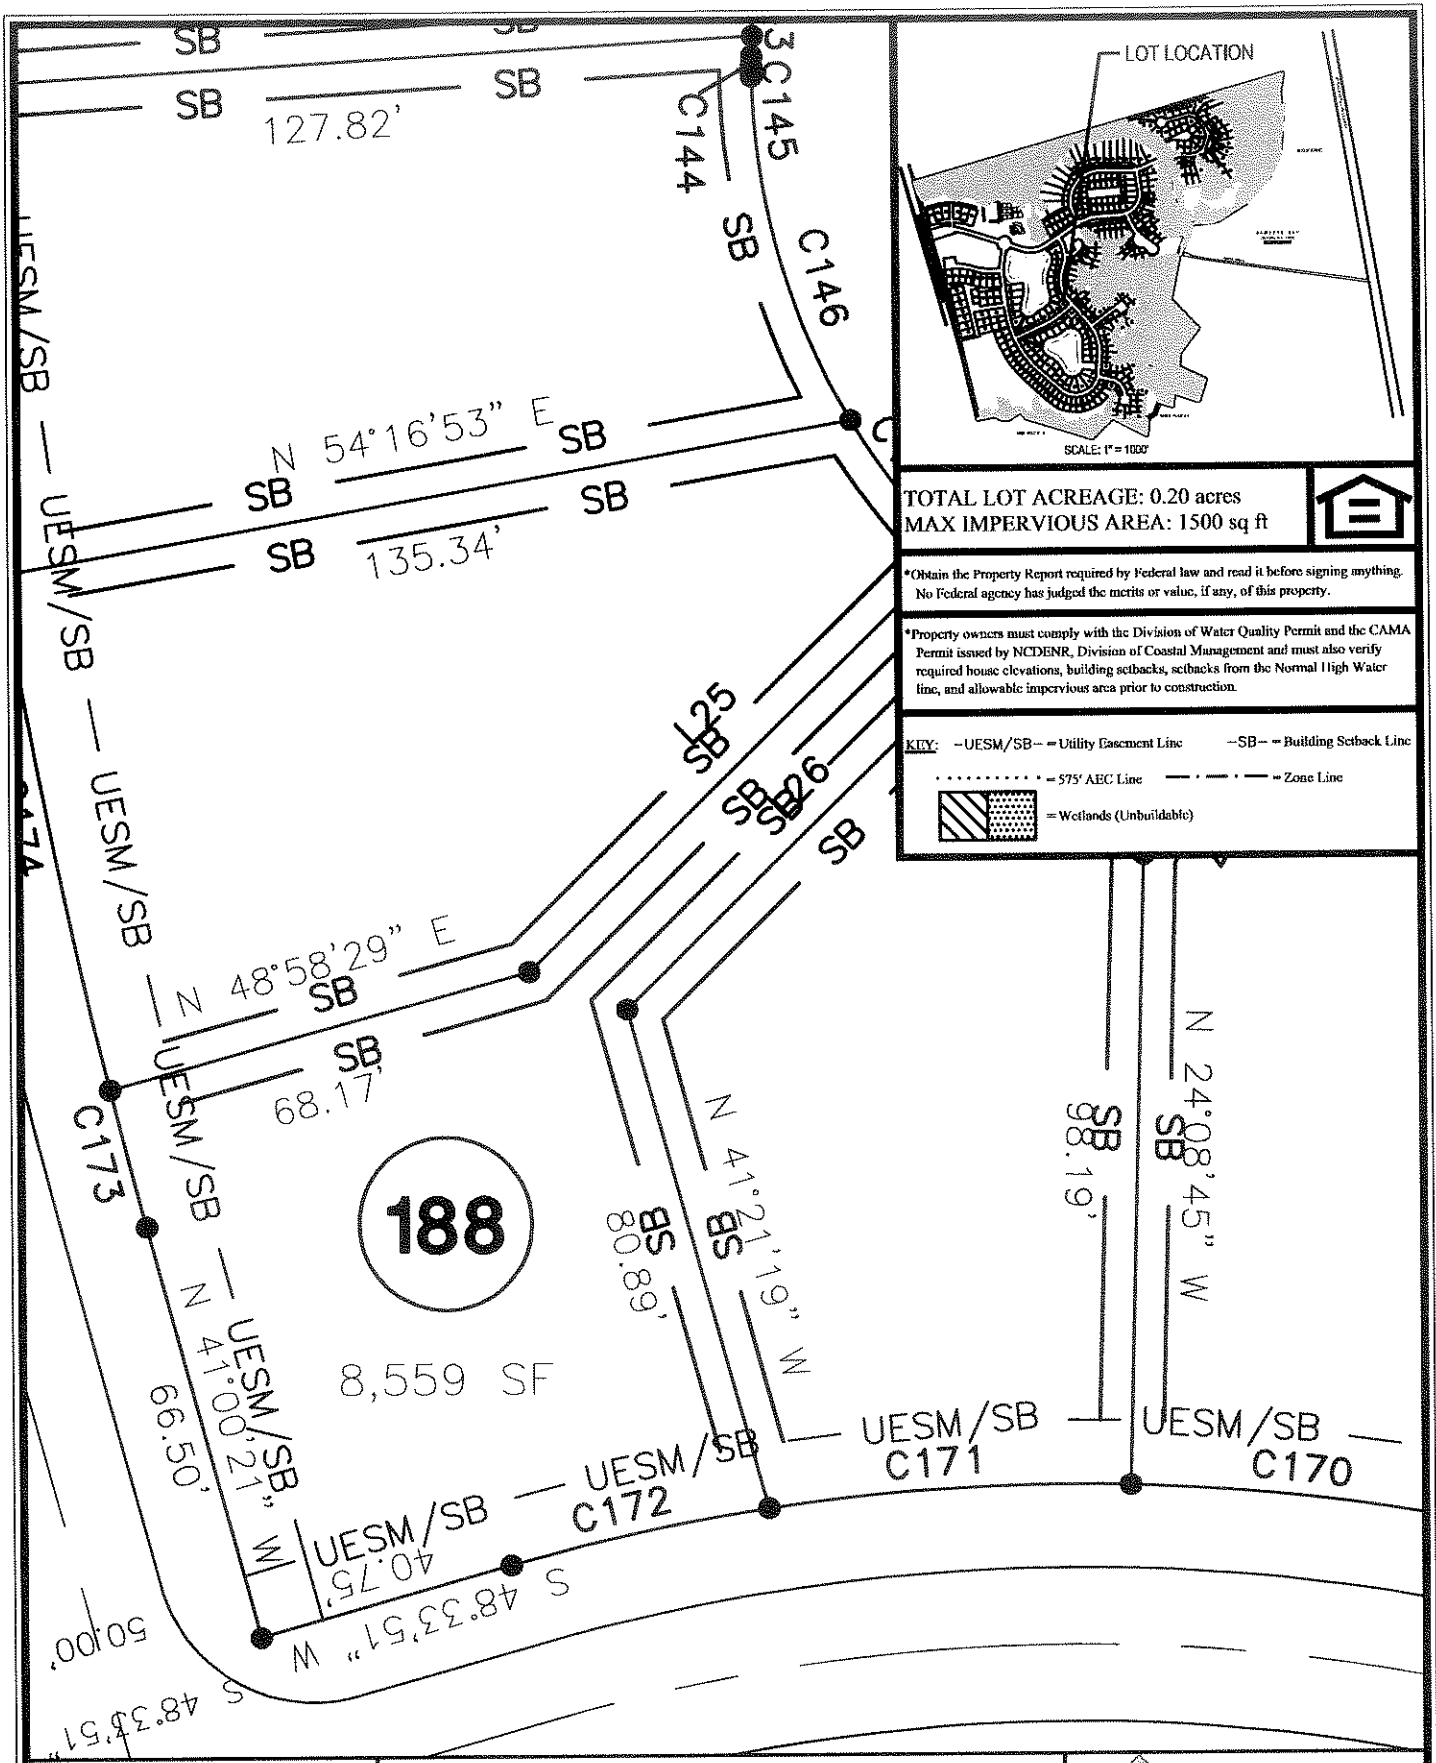 SB
SB
SB
SB
127.82'
3
C145
C144
SB
C146
UESM/SB
N 54°16'53" E
SB
SB
SB
SB
135.34'
UESM/SB
UESM/SB
C174
L25
SB
SB
L26
SB
SB
N 48°58'29" E
SB
SB
68.17'
UESM/SB
C173
188
8,559 SF
N 41°00'21" W
66.50'
UESM/SB
80.89'
SB
SB
N 41°21'19" W
98.19'
SB
SB
N 24°08'45" W
UESM/SB
C172
UESM/SB
40.75'
S 48°33'51" W
UESM/SB
C171
UESM/SB
C170
50.00'
S 48°33'51"
LOT LOCATION
SCALE: 1" = 1000'
TOTAL LOT ACREAGE: 0.20 acres
MAX IMPERVIOUS AREA: 1500 sq ft
*Obtain the Property Report required by Federal law and read it before signing anything.
No Federal agency has judged the merits or value, if any, of this property.
*Property owners must comply with the Division of Water Quality Permit and the CAMA
Permit issued by NCDENR, Division of Coastal Management and must also verify
required house elevations, building setbacks, setbacks from the Normal High Water
line, and allowable impervious area prior to construction.
KEY: -UESM/SB- = Utility Easement Line -SB- = Building Setback Line
= 575' AEC Line = Zone Line
= Wetlands (Unbuildable)